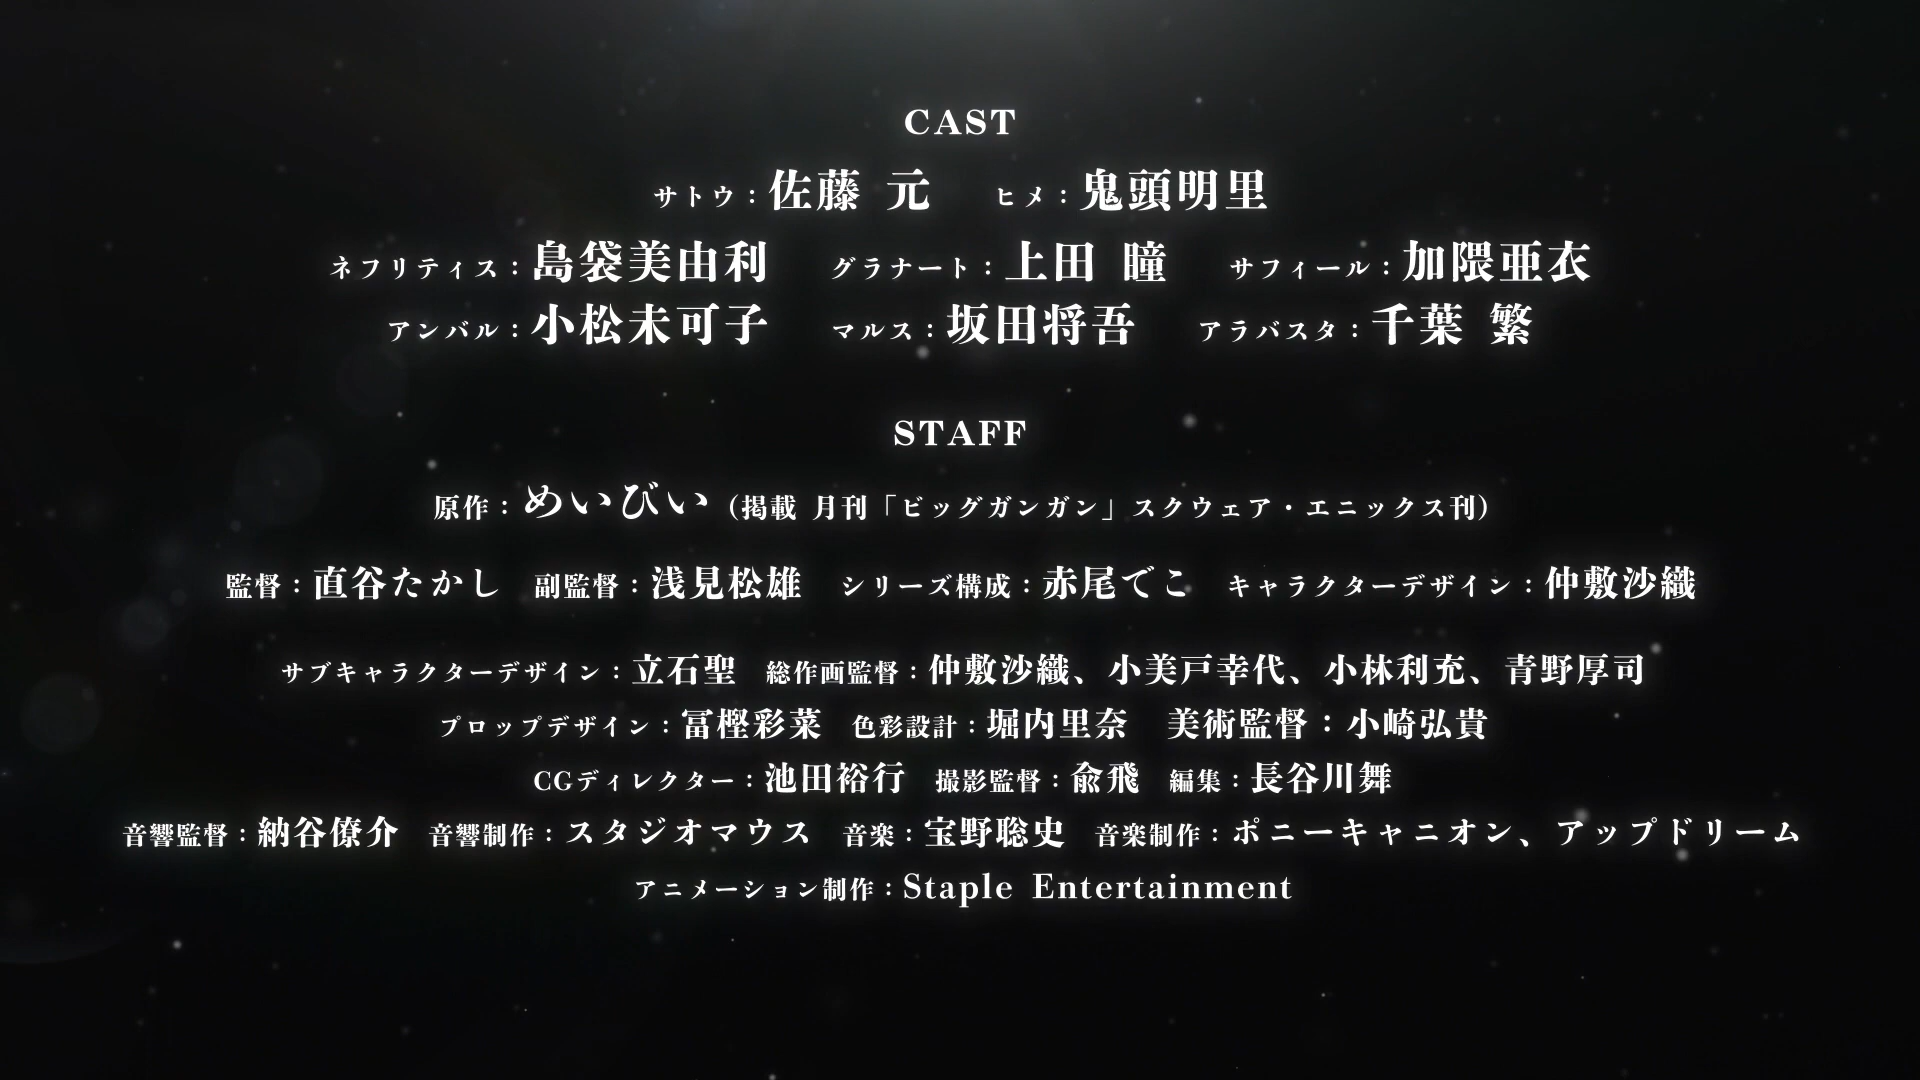 CAST
サトウ：佐藤 元　ヒメ：鬼頭明里
ネフリティス：島袋美由利　グラナート：上田 瞳　サフィール：加隈亜衣
アンバル：小松未可子　マルス：坂田将吾　アラバスタ：千葉 繁
STAFF
原作：めいびい（掲載 月刊「ビッグガンガン」スクウェア・エニックス刊）
監督：直谷たかし　副監督：浅見松雄　シリーズ構成：赤尾でこ　キャラクターデザイン：仲敷沙織
サブキャラクターデザイン：立石聖　総作画監督：仲敷沙織、小美戸幸代、小林利充、青野厚司
プロップデザイン：冨樫彩菜　色彩設計：堀内里奈　美術監督：小崎弘貴
CGディレクター：池田裕行　撮影監督：兪飛　編集：長谷川舞
音響監督：納谷僚介　音響制作：スタジオマウス　音楽：宝野聡史　音楽制作：ポニーキャニオン、アップドリーム
アニメーション制作：Staple Entertainment